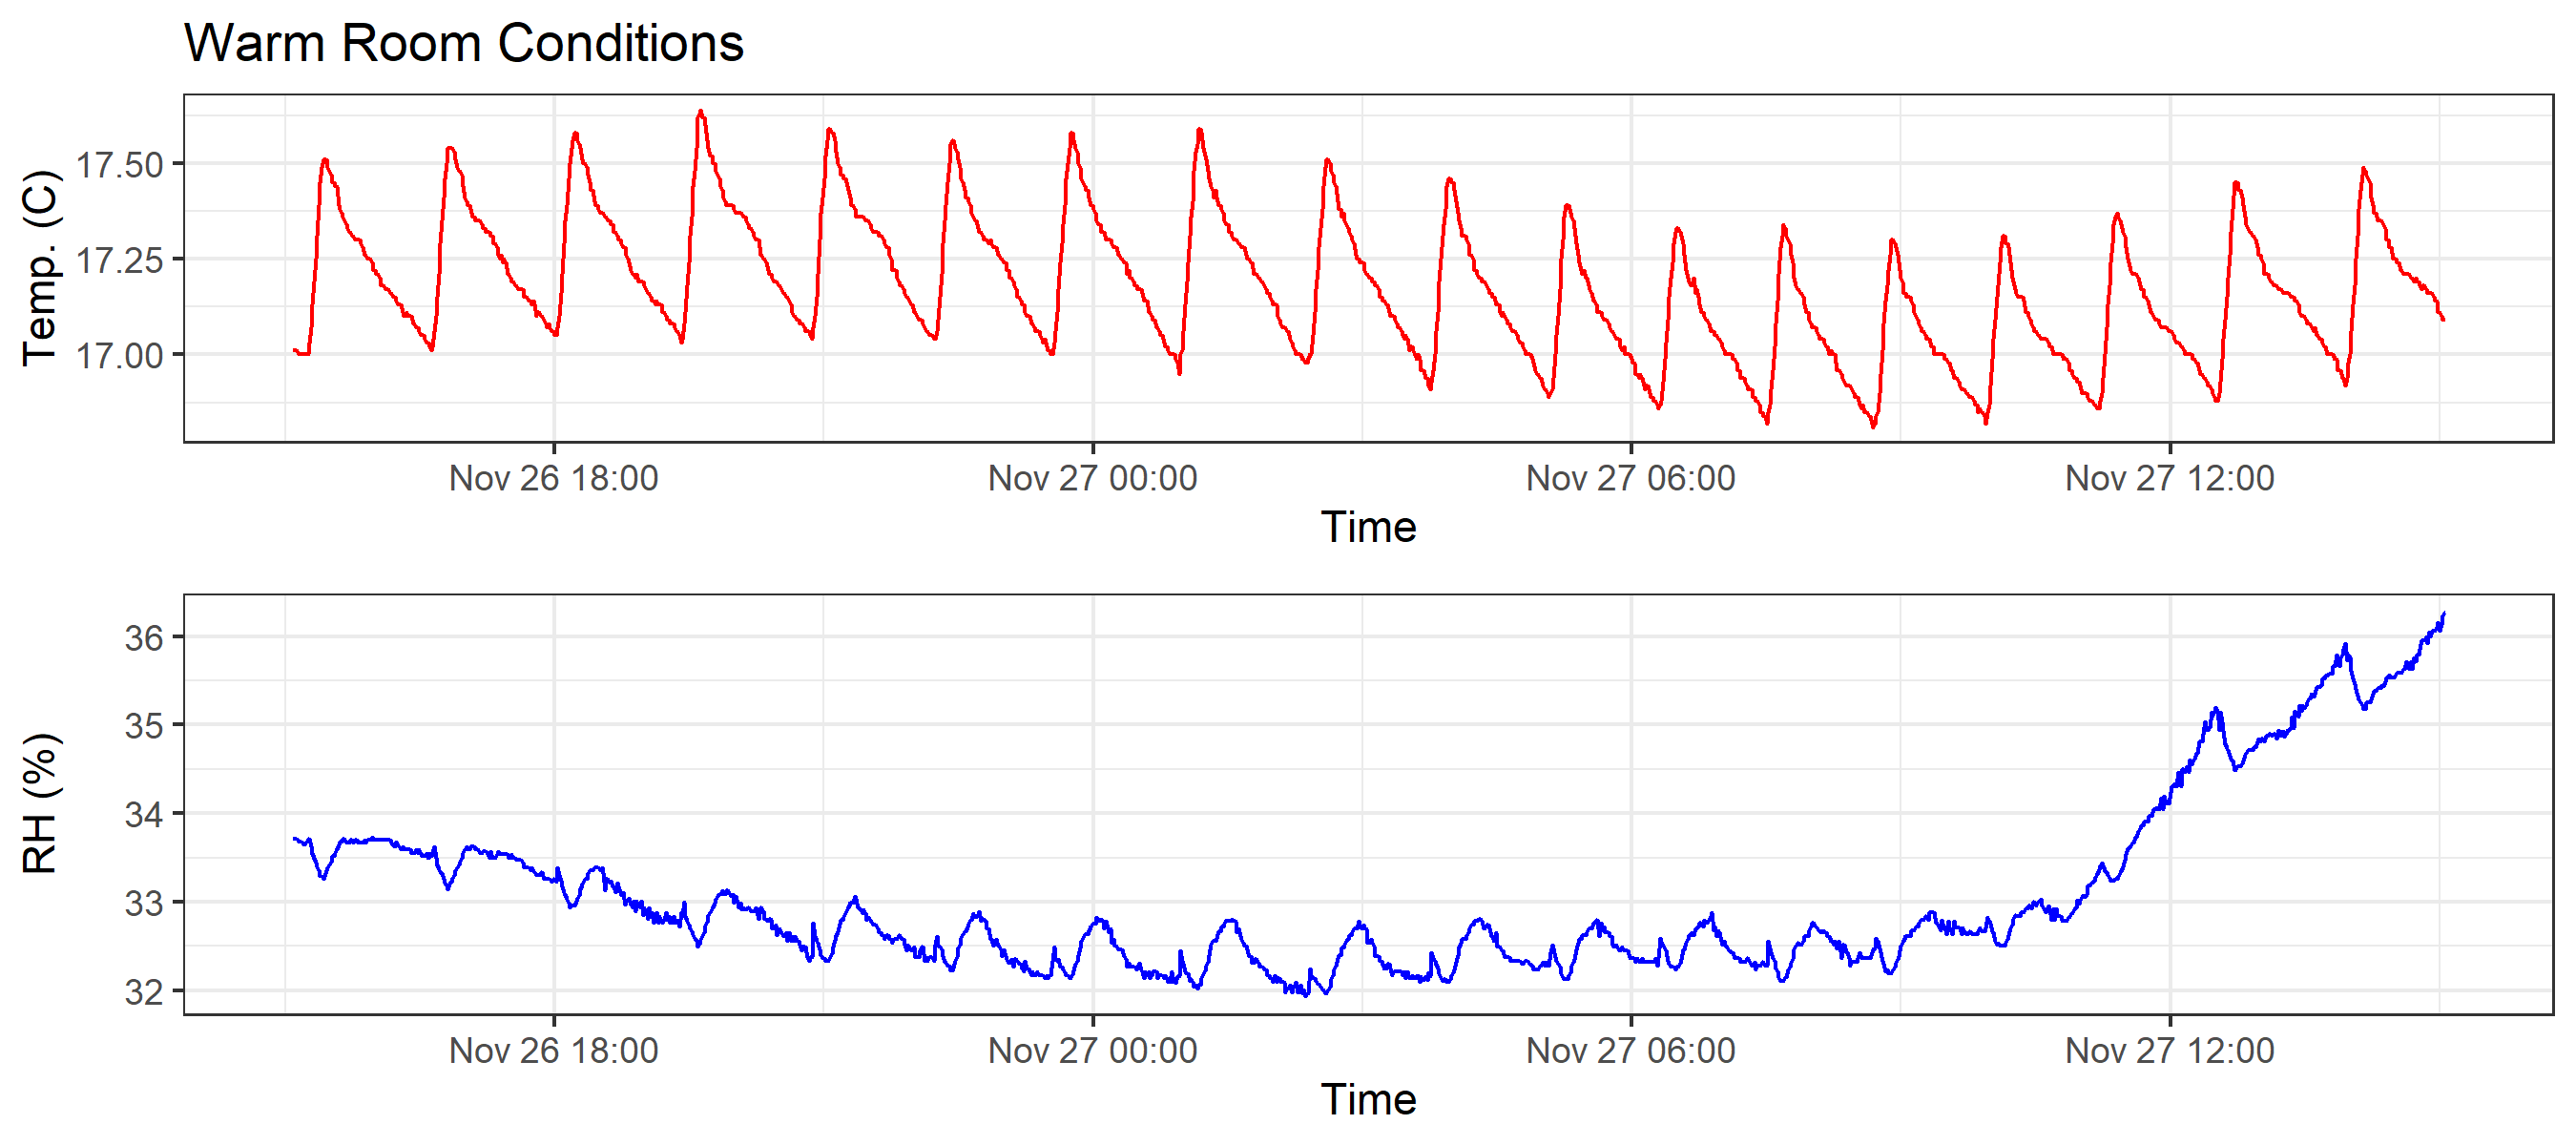 Warm Room Conditions
Temp. (C)
17.50
17.25
17.00
Nov 26 18:00 Nov 27 00:00 Nov 27 06:00 Nov 27 12:00
Time
RH (%)
36
35
34
33
32
Nov 26 18:00 Nov 27 00:00 Nov 27 06:00 Nov 27 12:00
Time